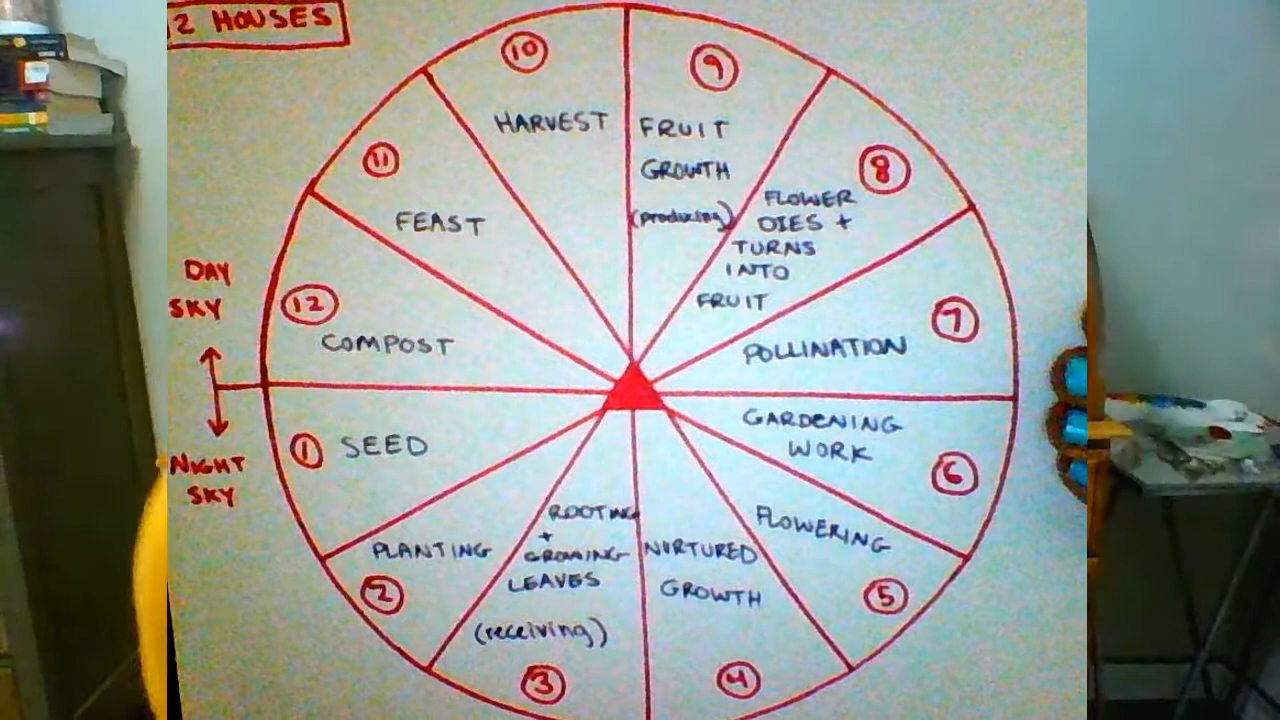 2 HOUSES
10
HARVEST
9
FRUIT
GROWTH
(producing)
8
FLOWER
DIES +
TURNS
INTO
FRUIT
7
POLLINATION
GARDENING
WORK
6
FLOWERING
5
NURTURED
GROWTH
4
ROOTING
+
GROWING
LEAVES
(receiving)
3
PLANTING
2
1 SEED
12
COMPOST
11
FEAST
DAY
SKY
NIGHT
SKY